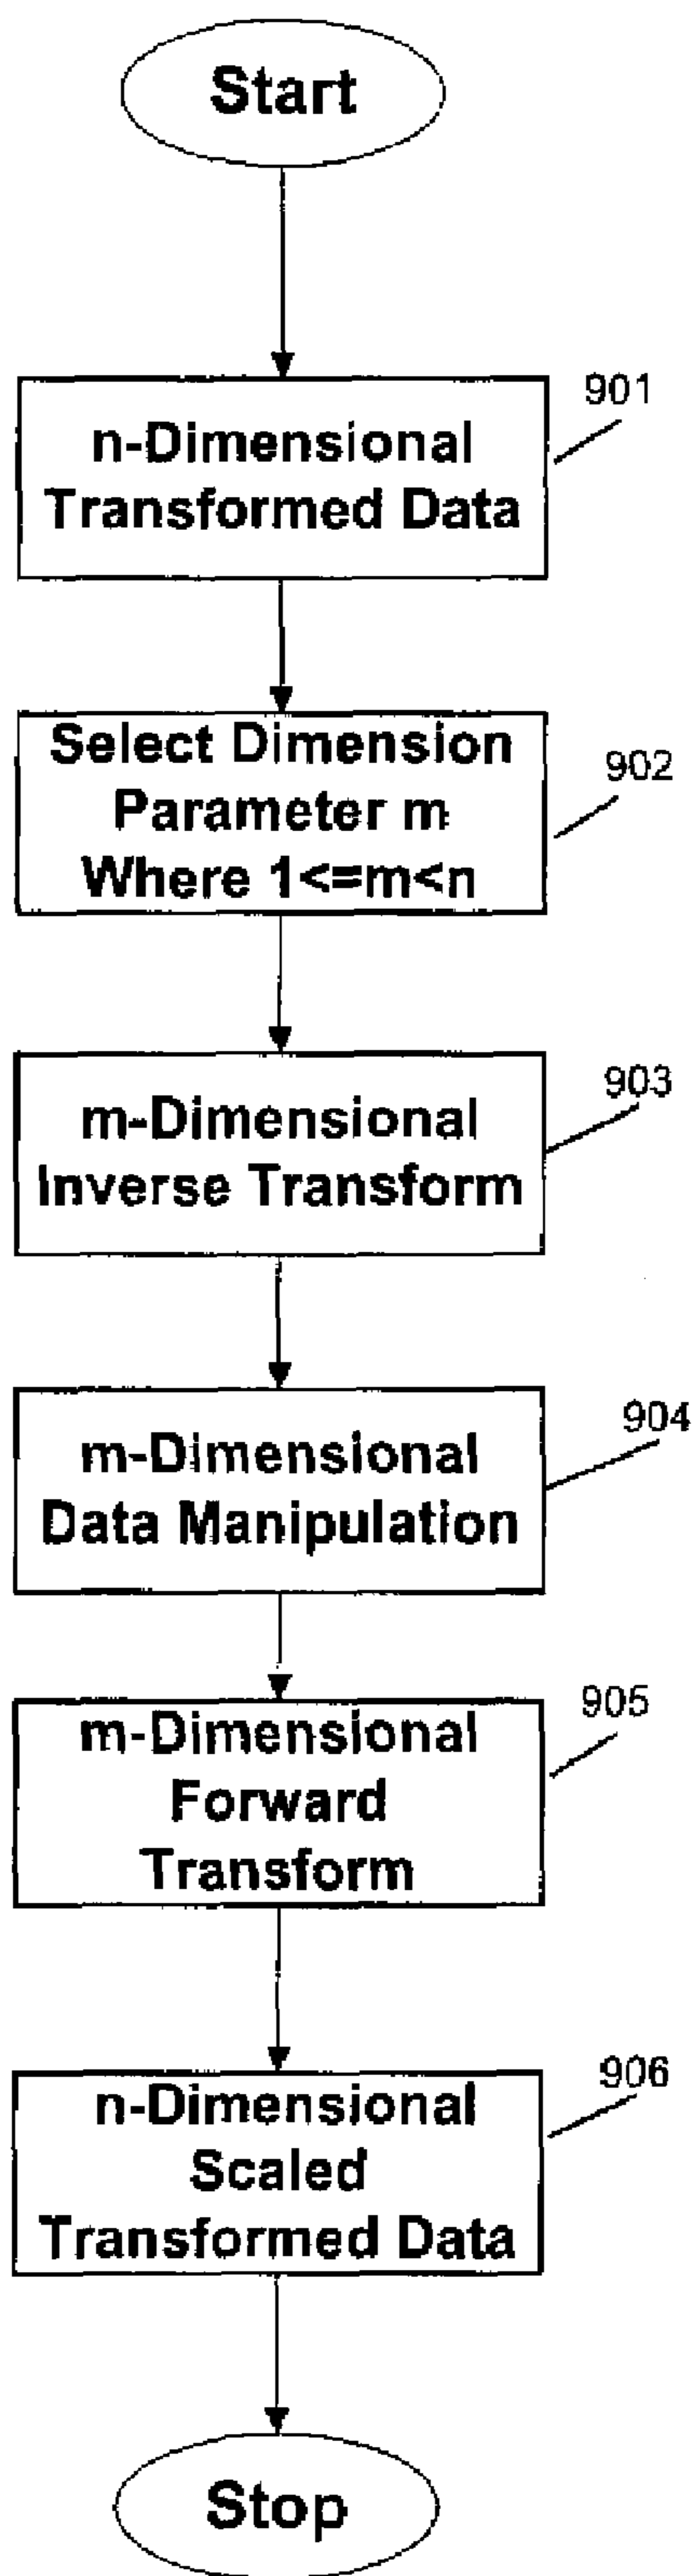 Start
901
n-Dimensional
Transformed Data
Select Dimension
902
Parameter m
Where 1<=m<n
903
m-Dimensional
Inverse Transform
904
m-Dimensional
Data Manipulation
905
m-Dimensional
Forward
Transform
906
n-Dimensional
Scaled
Transformed Data
Stop